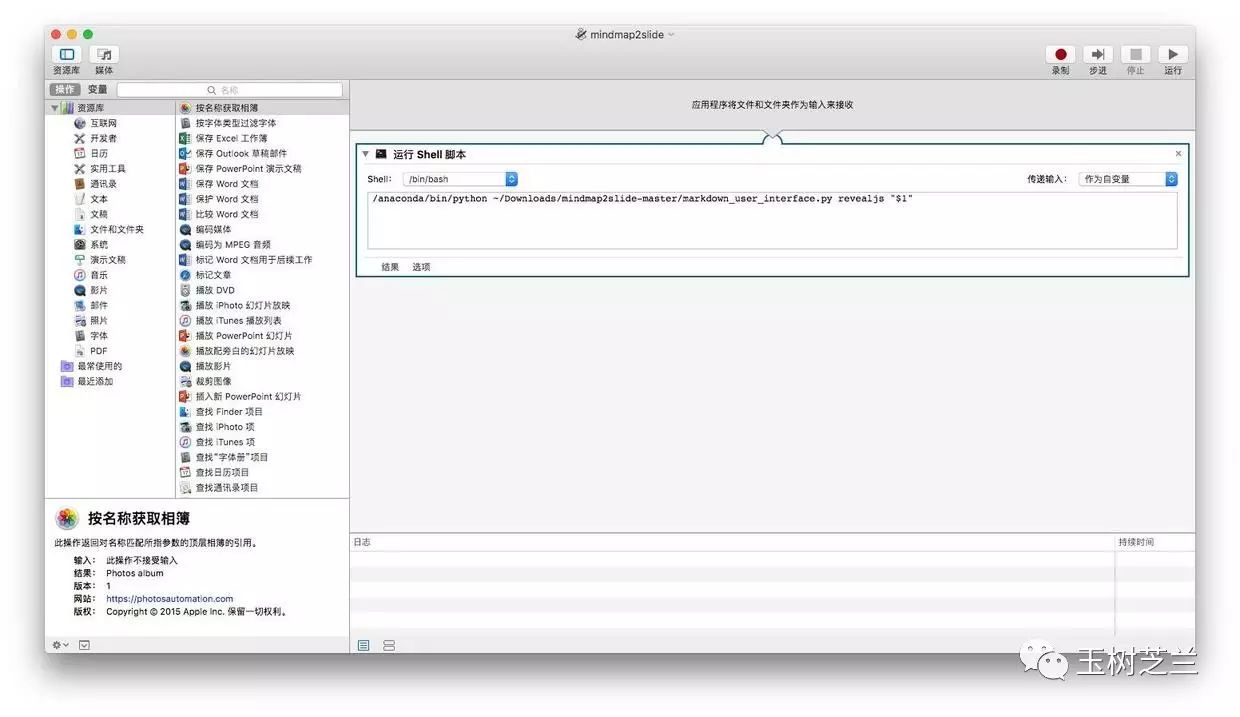 mindmap2slide
资源库
媒体
录制
步进
停止
运行
操作
变量
名称
资源库
互联网
开发者
日历
实用工具
通讯录
文本
文稿
文件和文件夹
系统
演示文稿
音乐
影片
邮件
照片
字体
PDF
最常使用的
最近添加
按名称获取相簿
按字体类型过滤字体
保存 Excel 工作簿
保存 Outlook 草稿邮件
保存 PowerPoint 演示文稿
保存 Word 文档
保护 Word 文档
比较 Word 文档
编码媒体
编码为 MPEG 音频
标记 Word 文档用于后续工作
标记文章
播放 DVD
播放 iPhoto 幻灯片放映
播放 iTunes 播放列表
播放 PowerPoint 幻灯片
播放配旁白的幻灯片放映
播放影片
裁剪图像
插入新 PowerPoint 幻灯片
查找 Finder 项目
查找 iPhoto 项
查找 iTunes 项
查找“字体册”项目
查找日历项目
查找通讯录项目
按名称获取相簿
此操作返回对名称匹配所指参数的顶层相簿的引用。
输入： 此操作不接受输入
结果： Photos album
版本： 1
网站： https://photosautomation.com
版权： Copyright © 2015 Apple Inc. 保留一切权利。
应用程序将文件和文件夹作为输入来接收
运行 Shell 脚本
Shell： /bin/bash
传递输入： 作为自变量
/anaconda/bin/python ~/Downloads/mindmap2slide-master/markdown_user_interface.py revealjs "$1"
结果 选项
日志
持续时间
玉树芝兰